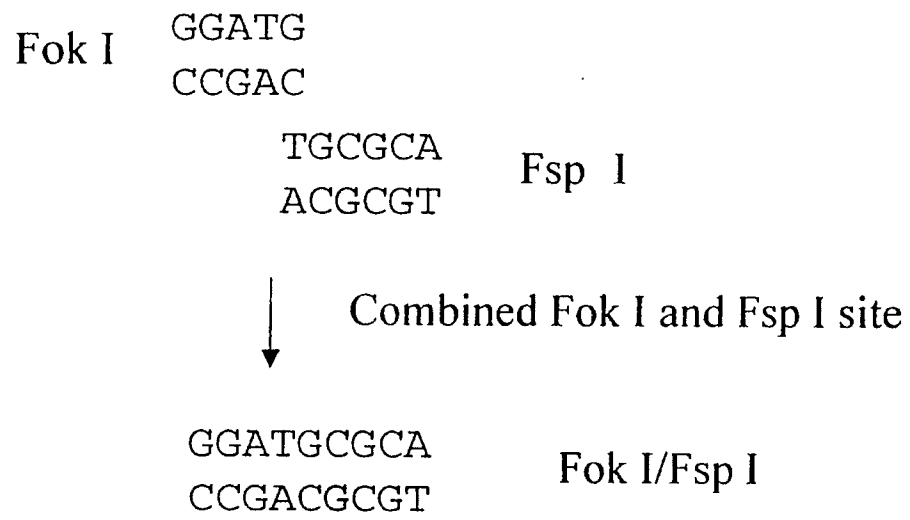 Fok I GGATG
CCGAC
TGCGCA
ACGCGT Fsp I
Combined Fok I and Fsp I site
GGATGCGCA
CCGACGCGT Fok I/Fsp I